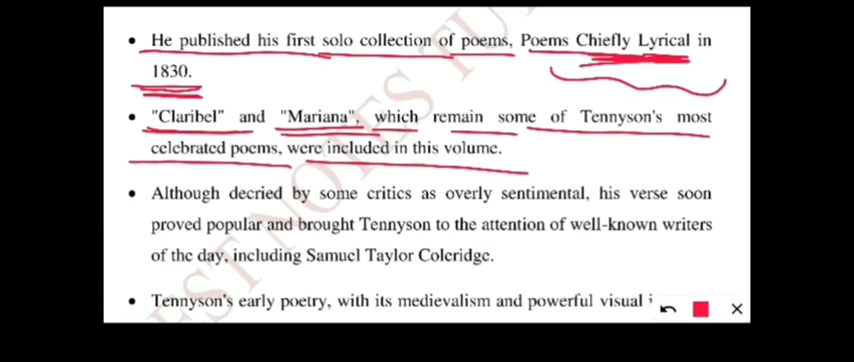 • He published his first solo collection of poems, Poems Chiefly Lyrical in
1830.
• "Claribel" and "Mariana", which remain some of Tennyson's most
celebrated poems, were included in this volume.
• Although decried by some critics as overly sentimental, his verse soon
proved popular and brought Tennyson to the attention of well-known writers
of the day, including Samuel Taylor Coleridge.
• Tennyson's early poetry, with its medievalism and powerful visual
NOTES